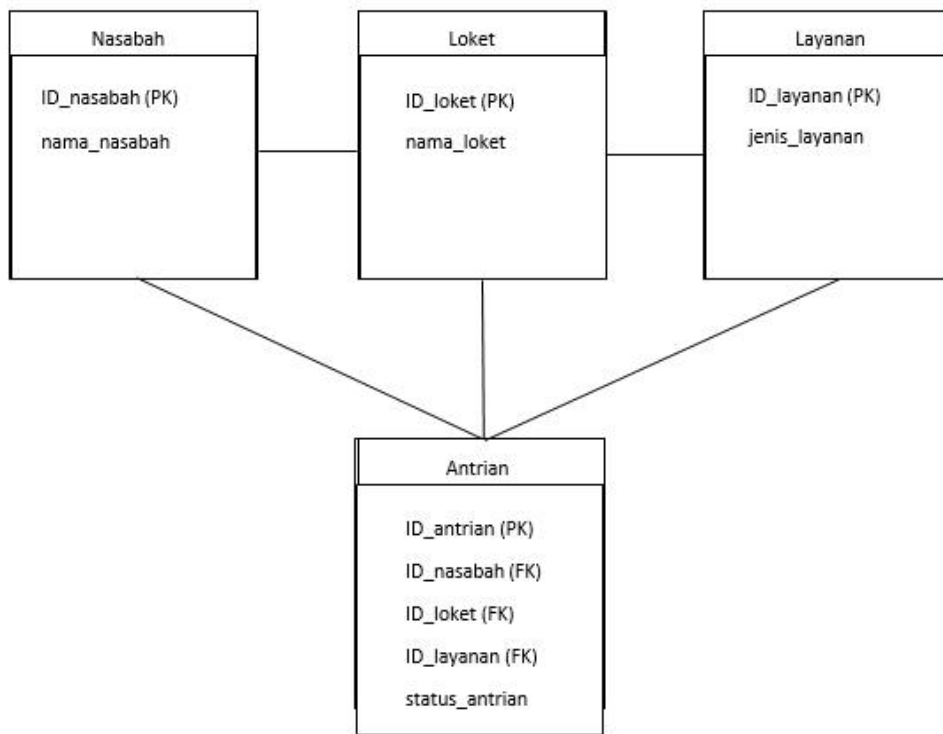 Nasabah
ID_nasabah (PK)
nama_nasabah
Loket
ID_loket (PK)
nama_loket
Layanan
ID_layanan (PK)
jenis_layanan
Antrian
ID_antrian (PK)
ID_nasabah (FK)
ID_loket (FK)
ID_layanan (FK)
status_antrian